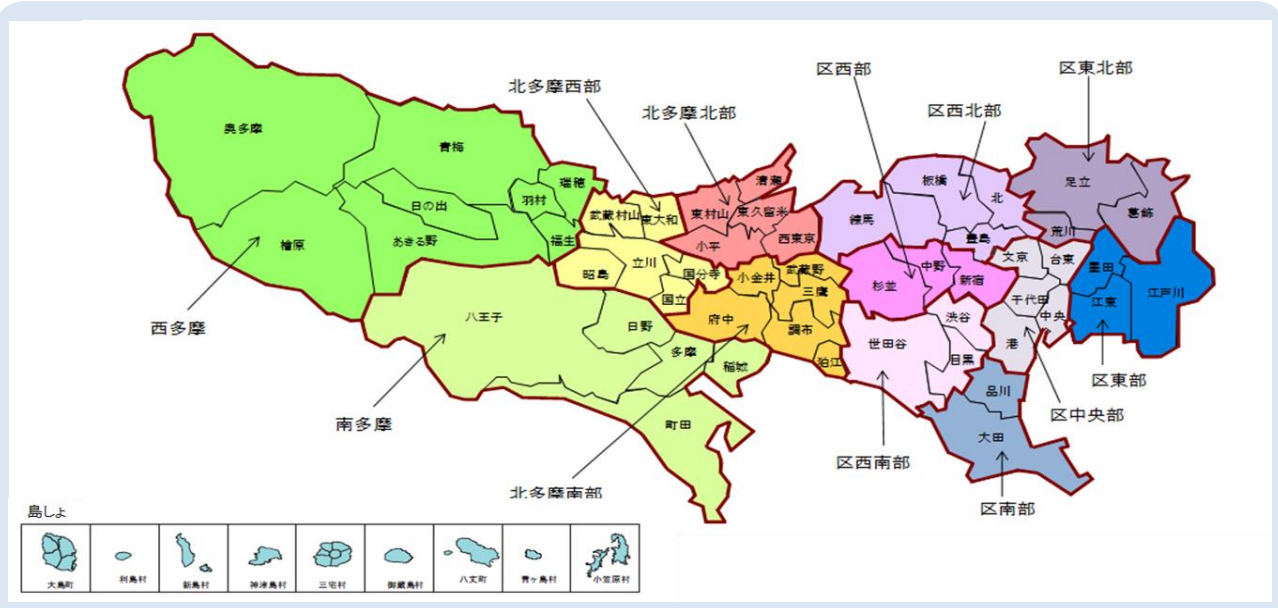 区東北部
区西部
北多摩西部
区西北部
北多摩北部
奥多摩
青梅
清瀬
足立
板橋
瑞穂
北
羽村
日の出
武蔵村山
東大和
東村山
東久留米
練馬
葛飾
荒川
福生
あきる野
檜原
小平
西東京
豊島
文京
台東
立川
昭島
国分寺
小金井
武蔵野
中野
新宿
杉並
墨田
三鷹
国立
千代田
江東
江戸川
西多摩
八王子
日野
府中
調布
渋谷
中央
世田谷
港
多摩
稲城
狛江
目黒
区東部
品川
区中央部
南多摩
町田
大田
区西南部
北多摩南部
区南部
島しょ
大島町
利島村
新島村
神津島村
三宅村
御蔵島村
八丈町
青ヶ島村
小笠原村